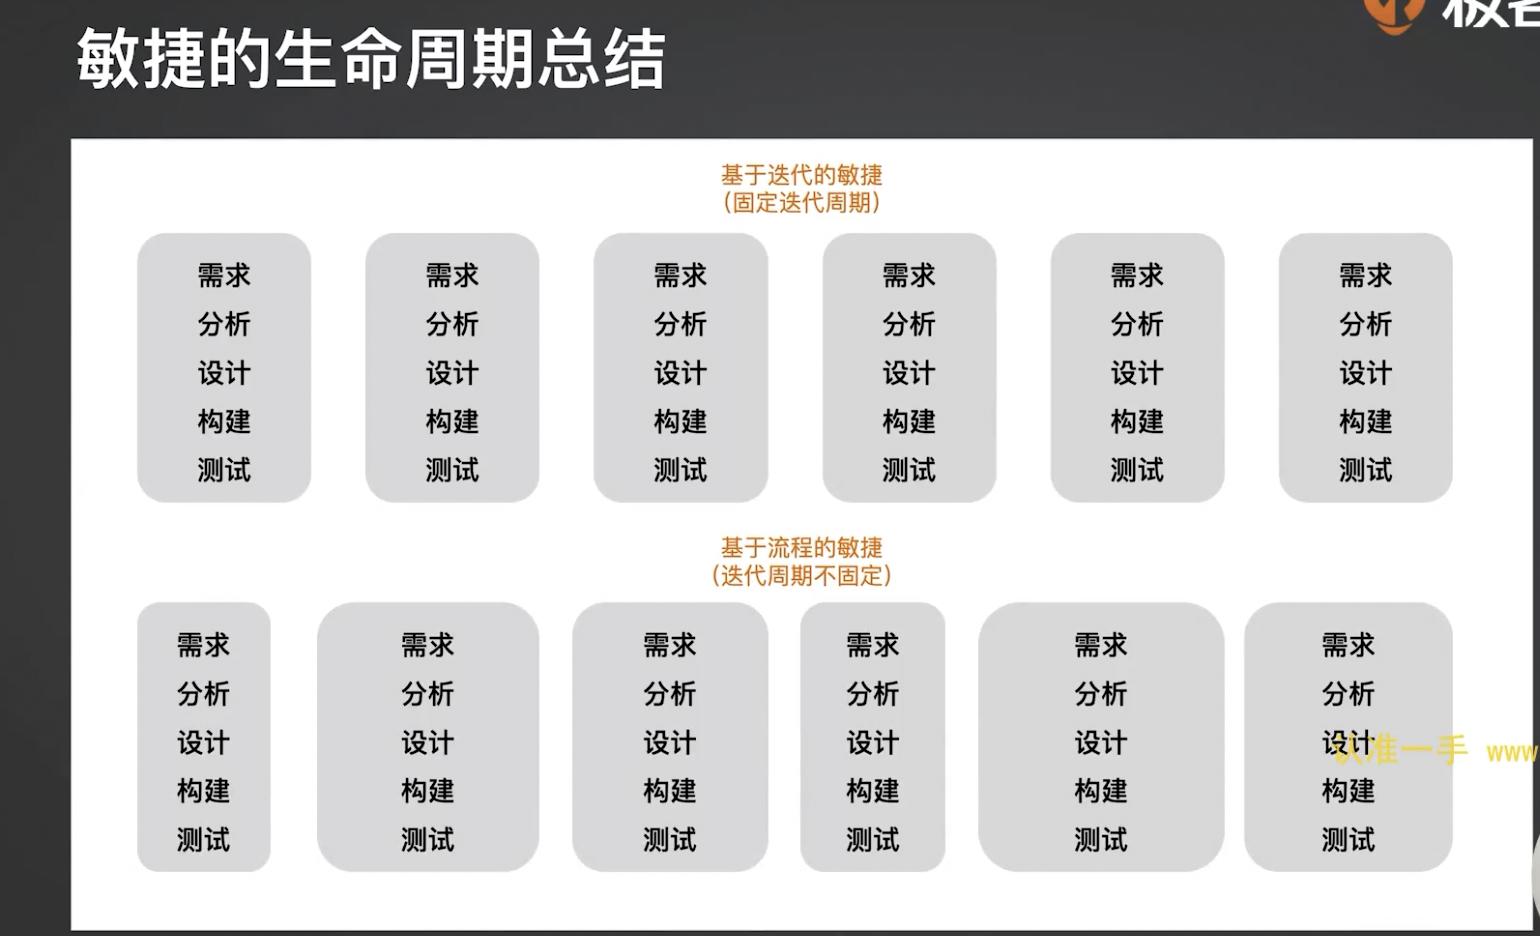 极客
敏捷的生命周期总结
基于迭代的敏捷
(固定迭代周期)
需求 需求 需求 需求 需求 需求
分析 分析 分析 分析 分析 分析
设计 设计 设计 设计 设计 设计
构建 构建 构建 构建 构建 构建
测试 测试 测试 测试 测试 测试
基于流程的敏捷
(迭代周期不固定)
需求 需求 需求 需求 需求 需求
分析 分析 分析 分析 分析 分析
设计 设计 设计 设计 设计 设计
认准一手 www
构建 构建 构建 构建 构建 构建
测试 测试 测试 测试 测试 测试